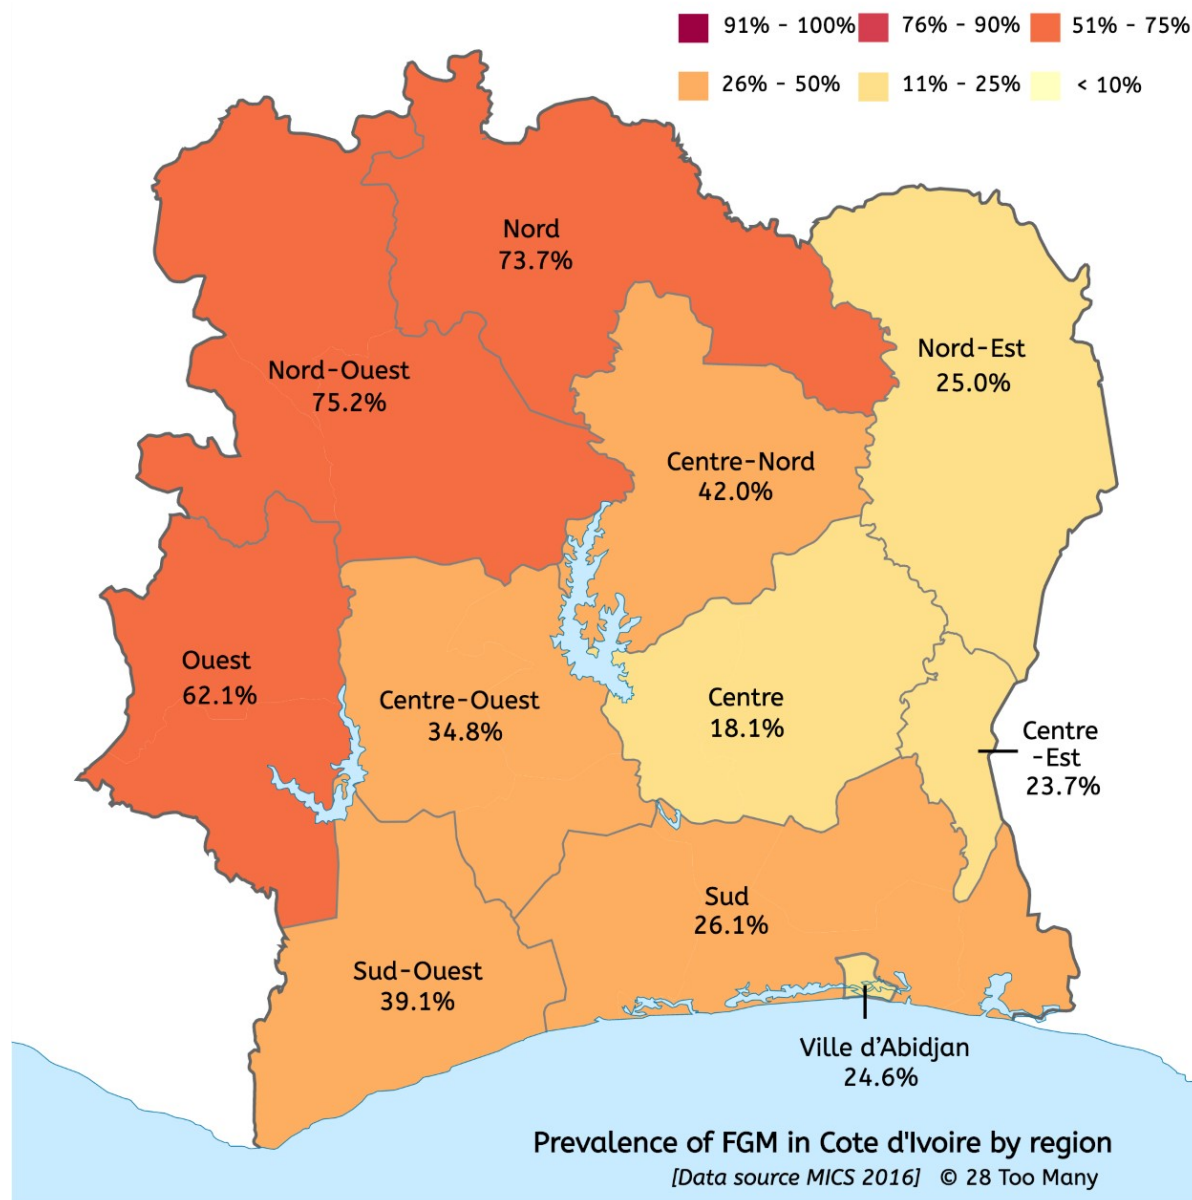 91% - 100% 76% - 90% 51% - 75%
26% - 50% 11% - 25% < 10%
Nord
73.7%
Nord-Est
25.0%
Nord-Ouest
75.2%
Centre-Nord
42.0%
Ouest
62.1%
Centre-Ouest
34.8%
Centre
18.1%
Centre
-Est
23.7%
Sud
26.1%
Sud-Ouest
39.1%
Ville d'Abidjan
24.6%
Prevalence of FGM in Cote d'Ivoire by region
[Data source MICS 2016] © 28 Too Many